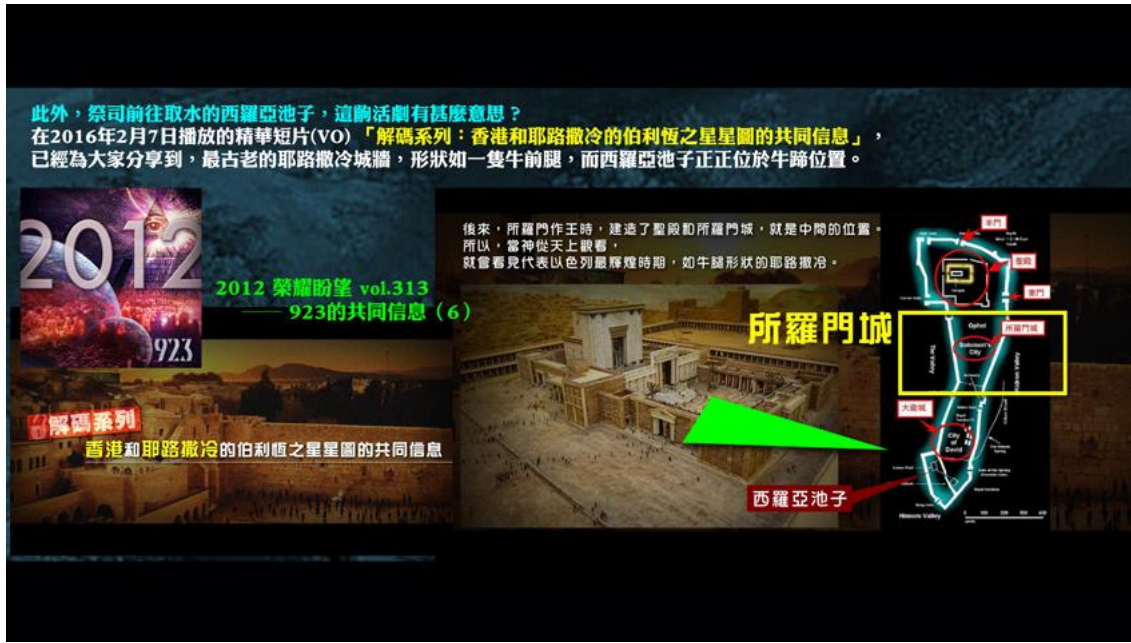 此外，祭司前往取水的西羅亞池子，這齣活劇有甚麼意思？
在2016年2月7日播放的精華短片(VO)「解碼系列：香港和耶路撒冷的伯利恆之星星圖的共同信息」，
已經為大家分享到，最古老的耶路撒冷城牆，形狀如一隻牛前腿，而西羅亞池子正正位於牛蹄位置。
2012
923
2012 榮耀盼望 vol.313
—— 923的共同信息（6）
解碼系列
香港和耶路撒冷的伯利恆之星星圖的共同信息
後來，所羅門作王時，建造了聖殿和所羅門城，就是中間的位置。
所以，當神從天上觀看，
就會看見代表以色列最輝煌時期，如牛腿形狀的耶路撒冷。
所羅門城
西羅亞池子
羊門
聖殿
東門
Ophel
所羅門城
Solomon's
City
The Valley
Kidron Valley
大衛城
City
of
David
Hinnom Valley
0 100 200 300 400
yards